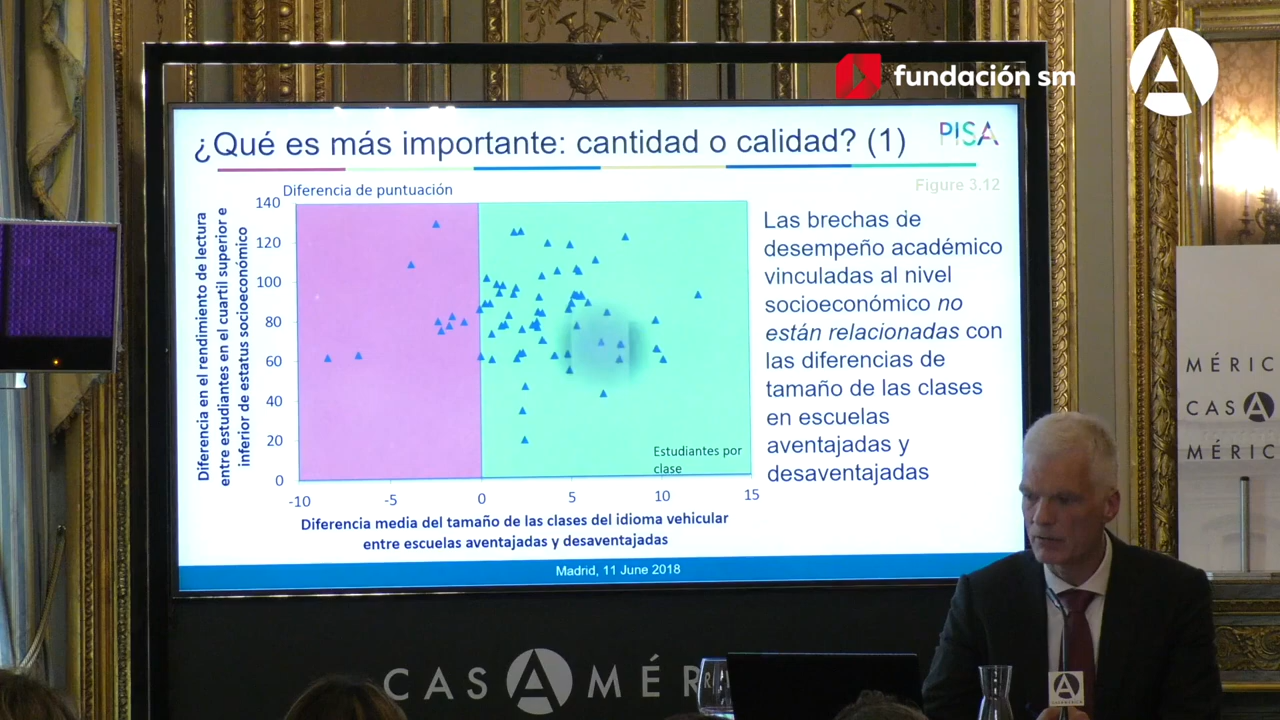 fundación sm
¿Qué es más importante: cantidad o calidad? (1)
PISA
Figure 3.12
Diferencia de puntuación
Diferencia en el rendimiento de lectura
entre estudiantes en el cuartil superior e
inferior de estatus socioeconómico
140
120
100
80
60
40
20
0
-10
-5
0
5
10
15
Estudiantes por
clase
Diferencia media del tamaño de las clases del idioma vehicular
entre escuelas aventajadas y desaventajadas
Las brechas de
desempeño académico
vinculadas al nivel
socioeconómico no
están relacionadas con
las diferencias de
tamaño de las clases
en escuelas
aventajadas y
desaventajadas
Madrid, 11 June 2018
CASAMÉR
MÉRIC
CASA
MÉRIC